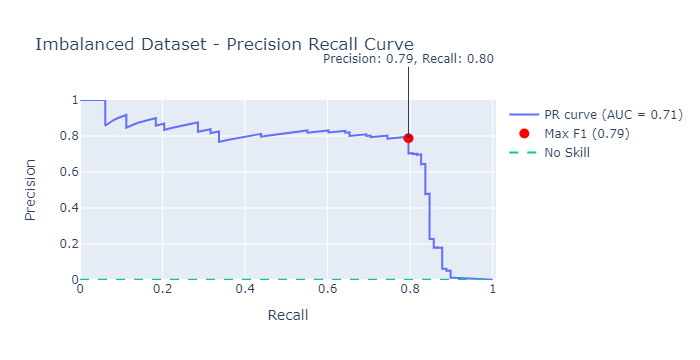 Imbalanced Dataset - Precision Recall Curve
Precision: 0.79, Recall: 0.80
1
0.8
0.6
0.4
0.2
0
Precision
0
0.2
0.4
0.6
0.8
1
Recall
PR curve (AUC = 0.71)
Max F1 (0.79)
No Skill